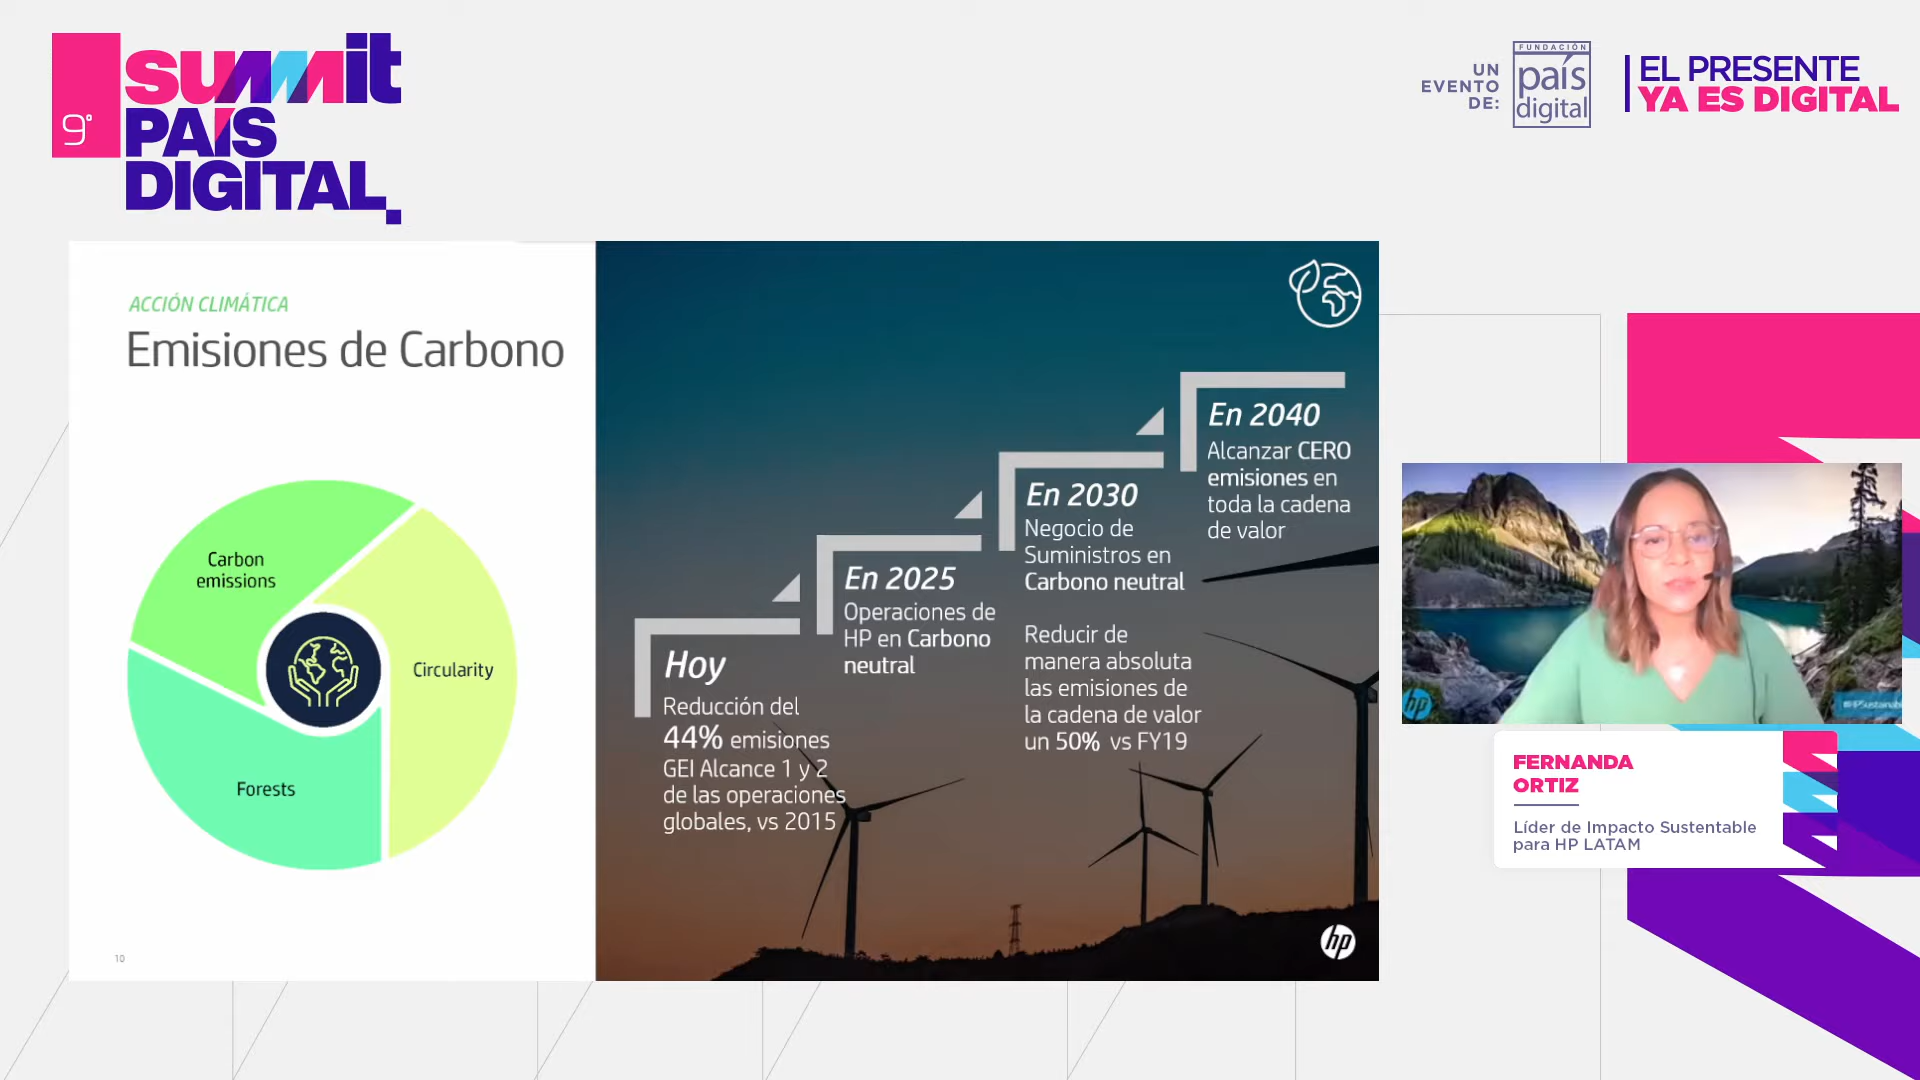 9°
summit
PAÍS
DIGITAL.
UN
EVENTO
DE:
FUNDACIÓN
país
digital
EL PRESENTE
YA ES DIGITAL
ACCIÓN CLIMÁTICA
Emisiones de Carbono
Carbon
emissions
Circularity
Forests
10
Hoy
Reducción del
44% emisiones
GEI Alcance 1 y 2
de las operaciones
globales, vs 2015
En 2025
Operaciones de
HP en Carbono
neutral
En 2030
Negocio de
Suministros en
Carbono neutral
Reducir de
manera absoluta
las emisiones de
la cadena de valor
un 50% vs FY19
En 2040
Alcanzar CERO
emisiones en
toda la cadena
de valor
hp
hp
FERNANDA
ORTIZ
Líder de Impacto Sustentable
para HP LATAM